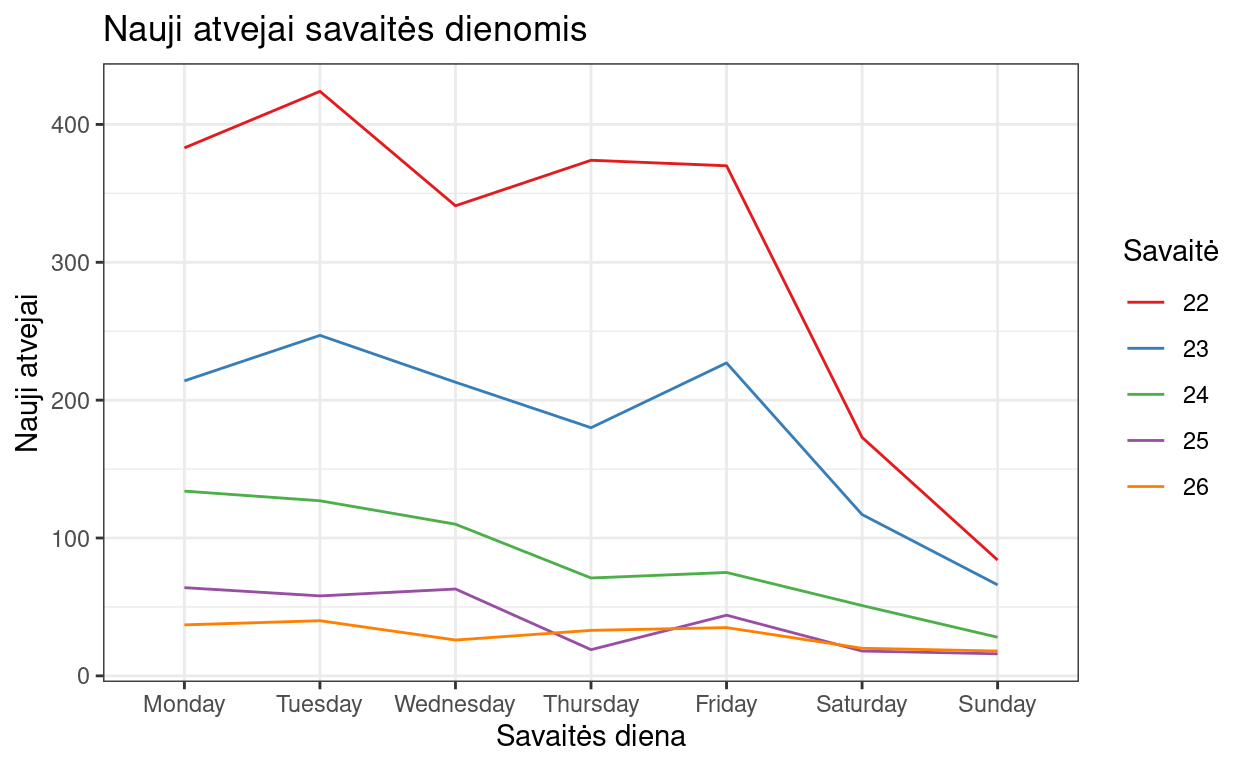 Nauji atvejai savaitės dienomis
Nauji atvejai
400
300
200
100
0
Monday Tuesday Wednesday Thursday Friday Saturday Sunday
Savaitės diena
Savaitė
22
23
24
25
26